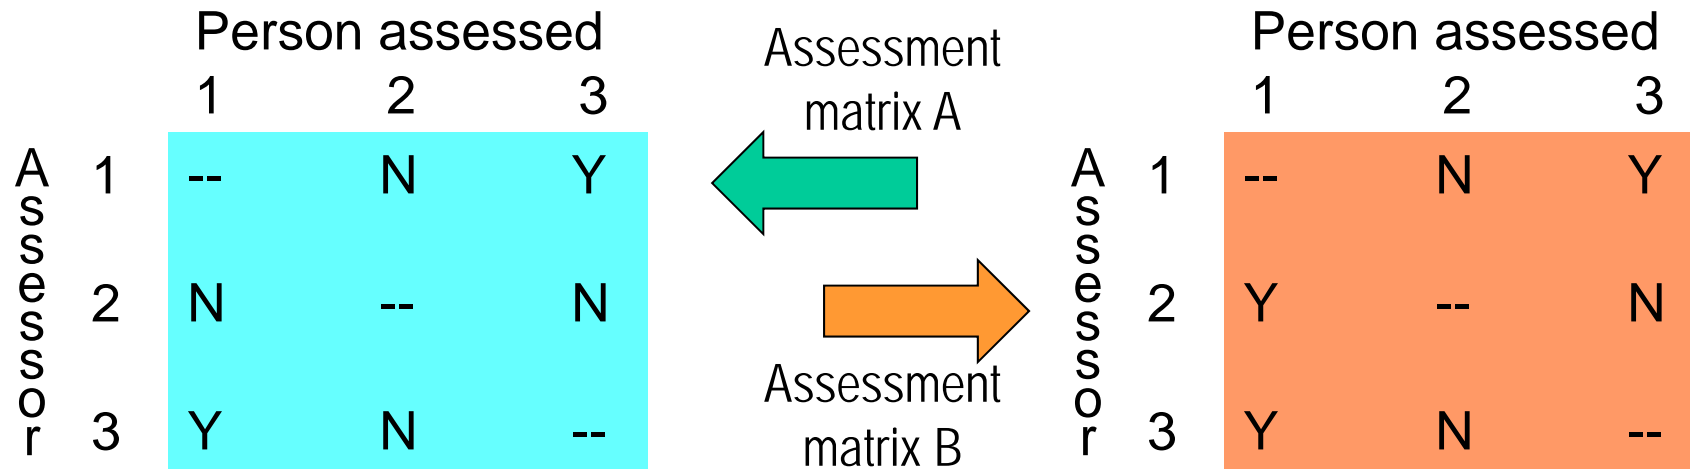 Person assessed
1 2 3
Assessor
1 -- N Y
2 N -- N
3 Y N --
Assessment
matrix A
Assessment
matrix B
Person assessed
1 2 3
Assessor
1 -- N Y
2 Y -- N
3 Y N --